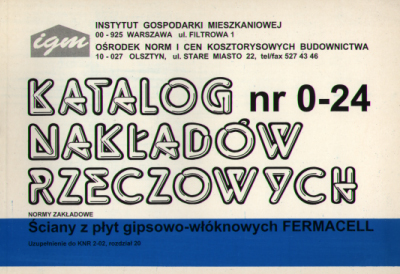 igm
INSTYTUT GOSPODARKI MIESZKANIOWEJ
00 - 925 WARSZAWA ul. FILTROWA 1
OŚRODEK NORM I CEN KOSZTORYSOWYCH BUDOWNICTWA
10 - 027 OLSZTYN, ul. STARE MIASTO 22, tel/fax 527 43 46
KATALOG nr 0-24
NAKŁADÓW
RZECZOWYCH
NORMY ZAKŁADOWE
Ściany z płyt gipsowo-włóknowych FERMACELL
Uzupełnienie do KNR 2-02, rozdział 20